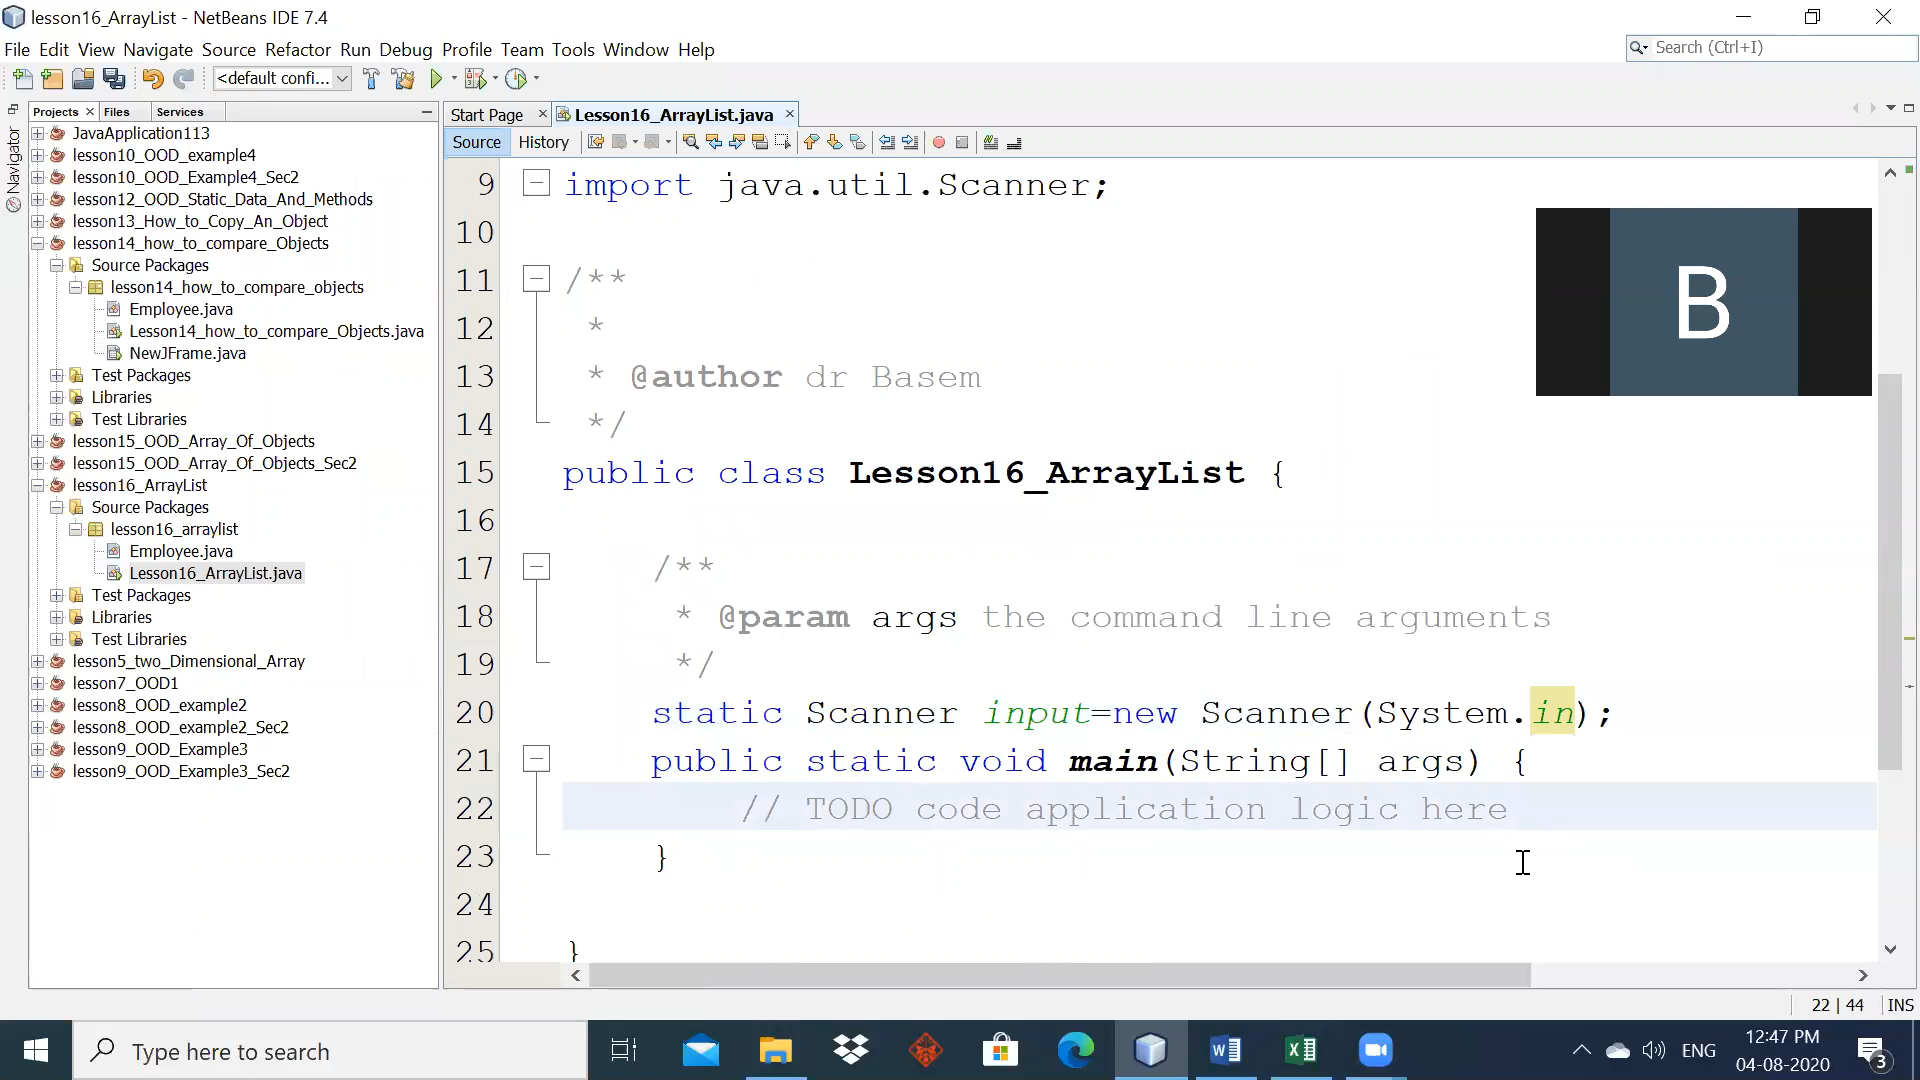 lesson16_ArrayList - NetBeans IDE 7.4
File Edit View Navigate Source Refactor Run Debug Profile Team Tools Window Help
Search (Ctrl+I)
<default confi...
Projects Files Services
Start Page Lesson16_ArrayList.java
Source History
Navigator
JavaApplication113
lesson10_OOD_example4
lesson10_OOD_Example4_Sec2
lesson12_OOD_Static_Data_And_Methods
lesson13_How_to_Copy_An_Object
lesson14_how_to_compare_Objects
Source Packages
lesson14_how_to_compare_objects
Employee.java
Lesson14_how_to_compare_Objects.java
NewJFrame.java
Test Packages
Libraries
Test Libraries
lesson15_OOD_Array_Of_Objects
lesson15_OOD_Array_Of_Objects_Sec2
lesson16_ArrayList
Source Packages
lesson16_arraylist
Employee.java
Lesson16_ArrayList.java
Test Packages
Libraries
Test Libraries
lesson5_two_Dimensional_Array
lesson7_OOD1
lesson8_OOD_example2
lesson8_OOD_example2_Sec2
lesson9_OOD_Example3
lesson9_OOD_Example3_Sec2
9 import java.util.Scanner;
10
11 /**
12 *
13 * @author dr Basem
14 */
15 public class Lesson16_ArrayList {
16
17 /**
18 * @param args the command line arguments
19 */
20 static Scanner input=new Scanner(System.in);
21 public static void main(String[] args) {
22 // TODO code application logic here
23 }
24
25 }
B
22 | 44 INS
Type here to search
ENG
12:47 PM
04-08-2020
3